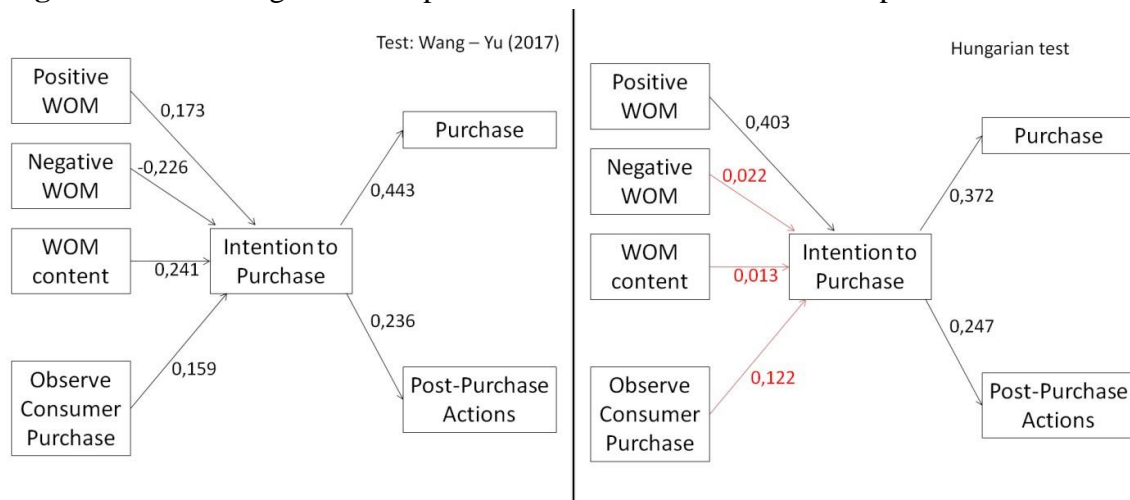 Test: Wang – Yu (2017)
Positive
WOM
0,173
Negative
WOM
-0,226
WOM
content
0,241
Observe
Consumer
Purchase
0,159
Intention to
Purchase
0,443
Purchase
0,236
Post-Purchase
Actions
Hungarian test
Positive
WOM
0,403
Negative
WOM
0,022
WOM
content
0,013
Observe
Consumer
Purchase
0,122
Intention to
Purchase
0,372
Purchase
0,247
Post-Purchase
Actions